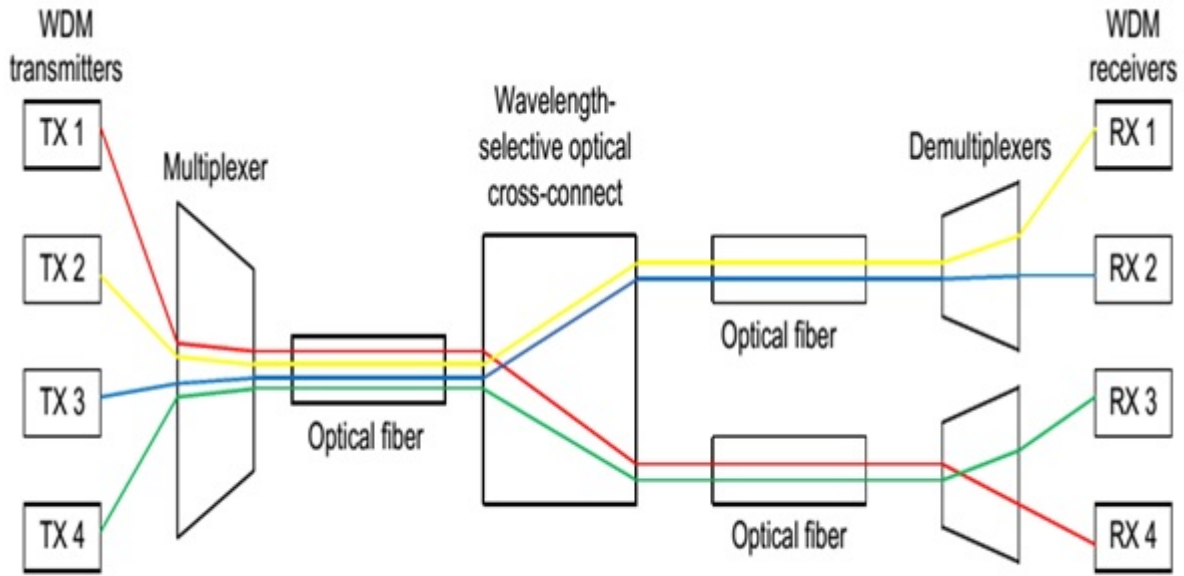 WDM
transmitters
TX 1
TX 2
TX 3
TX 4
Multiplexer
Optical fiber
Wavelength-
selective optical
cross-connect
Optical fiber
Optical fiber
Demultiplexers
WDM
receivers
RX 1
RX 2
RX 3
RX 4